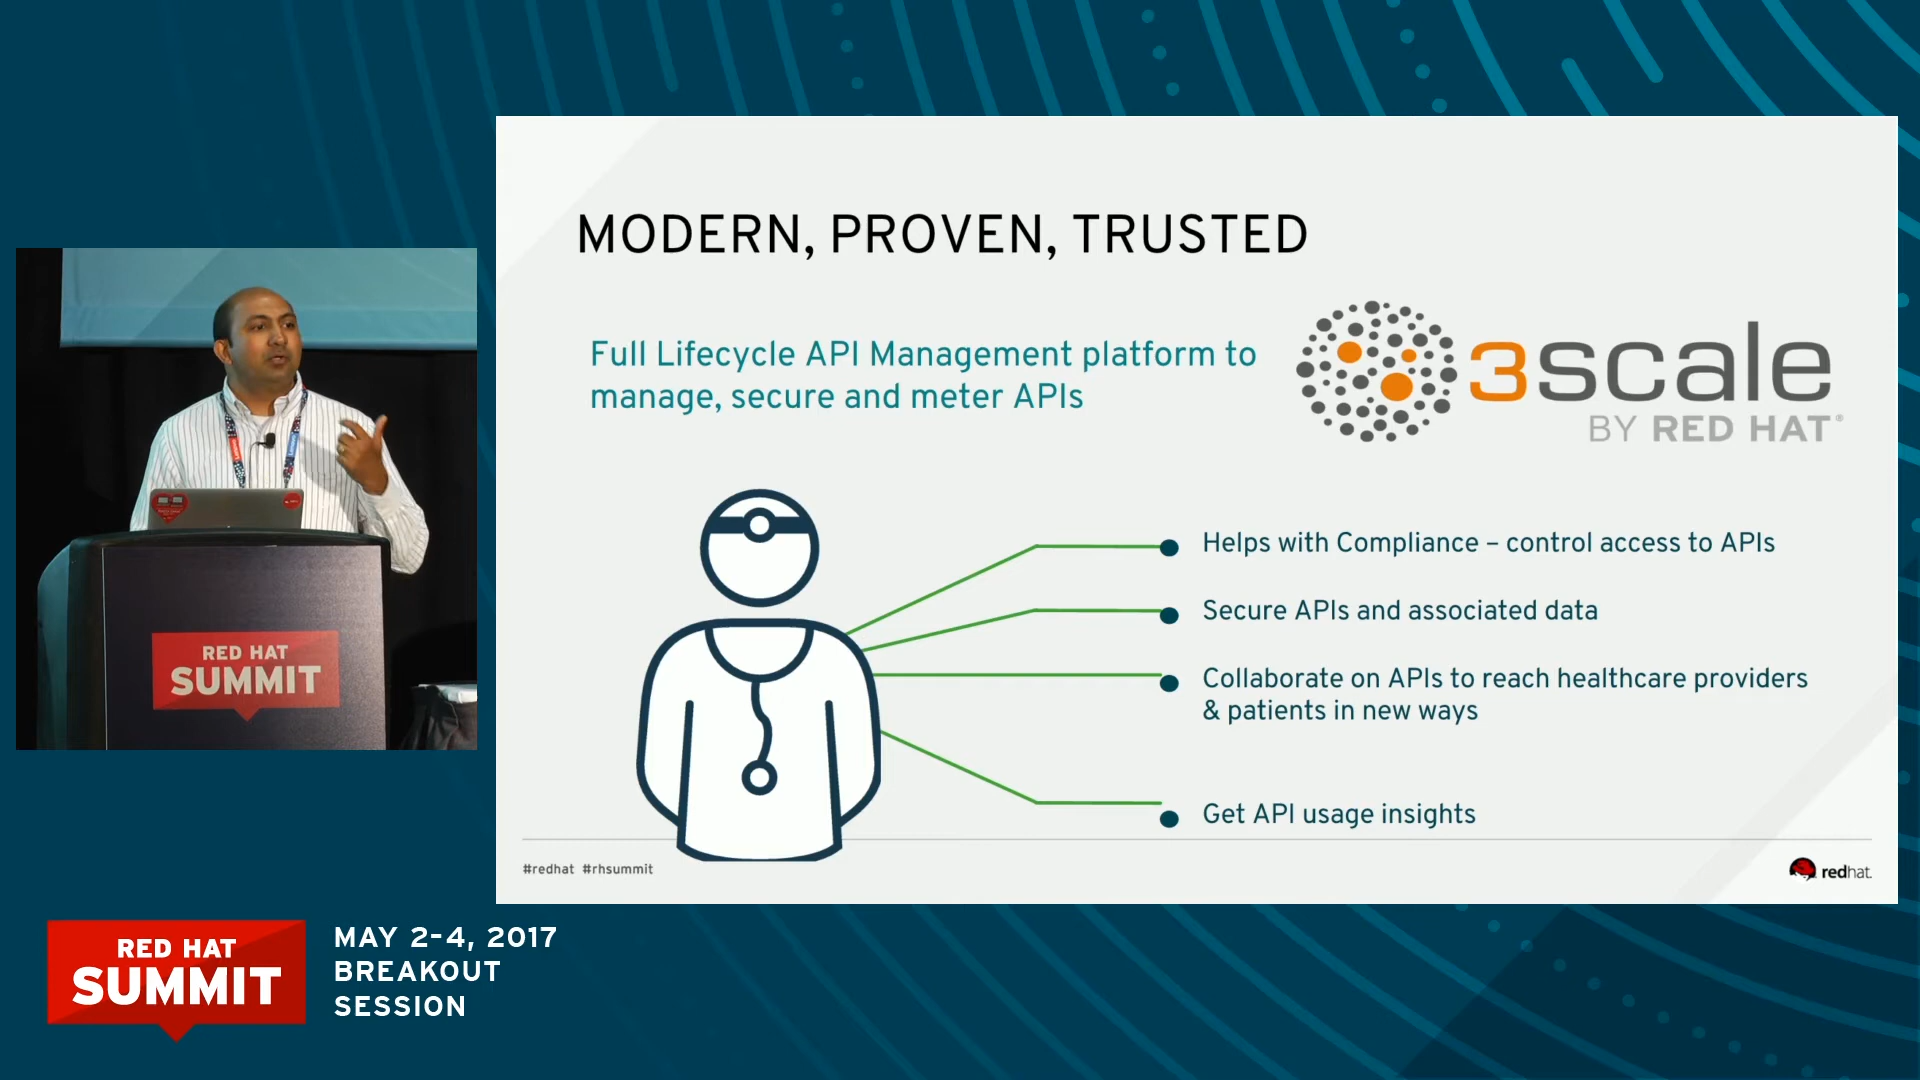 MODERN, PROVEN, TRUSTED
Full Lifecycle API Management platform to
manage, secure and meter APIs
3scale
BY RED HAT®
Helps with Compliance – control access to APIs
Secure APIs and associated data
Collaborate on APIs to reach healthcare providers
& patients in new ways
Get API usage insights
#redhat #rhsummit
redhat.
RED HAT
SUMMIT
RED HAT
SUMMIT
MAY 2-4, 2017
BREAKOUT
SESSION